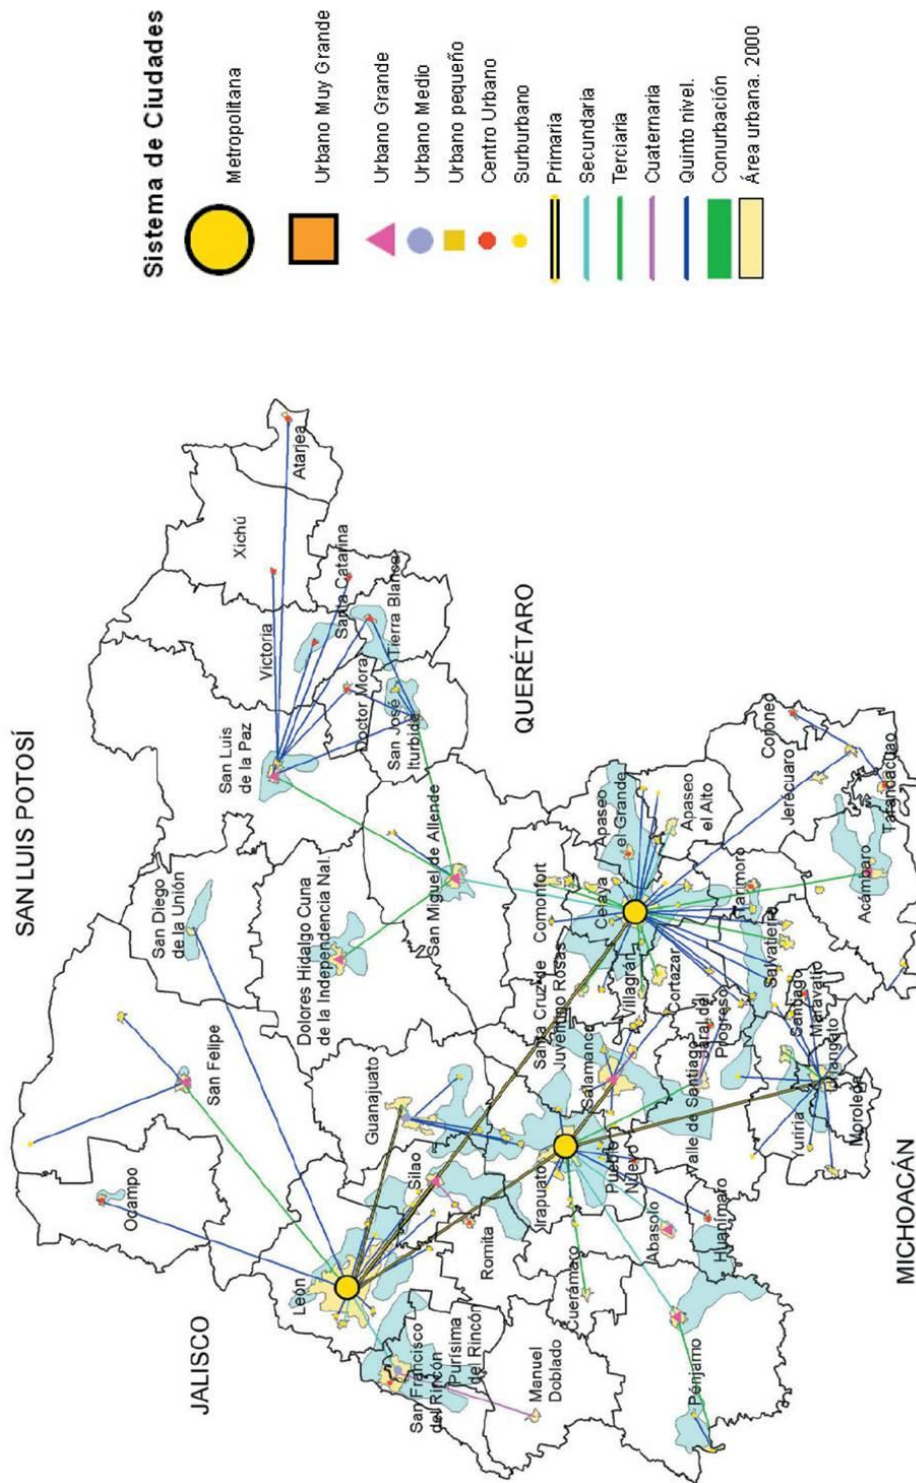 Sistema de Ciudades
Metropolitana
Urbano Muy Grande
Urbano Grande
Urbano Medio
Urbano pequeño
Centro Urbano
Surburbano
Primaria
Secundaria
Terciaria
Cuaternaria
Quinto nivel.
Conurbación
Área urbana. 2000
SAN LUIS POTOSÍ
JALISCO
QUERÉTARO
MICHOACÁN
Ocampo
San Felipe
San Diego
de la Unión
San Luis
de la Paz
Victoria
Xichú
Atarjea
Santa Catarina
Tierra Blanca
Doctor Mora
San José
Iturbide
Dolores Hidalgo Cuna
de la Independencia Nal.
San Miguel de Allende
León
Guanajuato
Silao
Romita
San Francisco
del Rincón
Purísima
del Rincón
Manuel
Doblado
Cuerámaro
Irapuato
Pueblo
Nuevo
Abasolo
Huanímaro
Pénjamo
Salamanca
Santa Cruz de
Juventino Rosas
Comonfort
Celaya
Villagrán
Cortazar
Apaseo
el Grande
Apaseo
el Alto
Tarimoro
Salvatierra
Jaral del
Progreso
Valle de Santiago
Yuriria
Santiago
Maravatío
Uriangato
Moroleón
Acámbaro
Jerécuaro
Coroneo
Tarandacuao